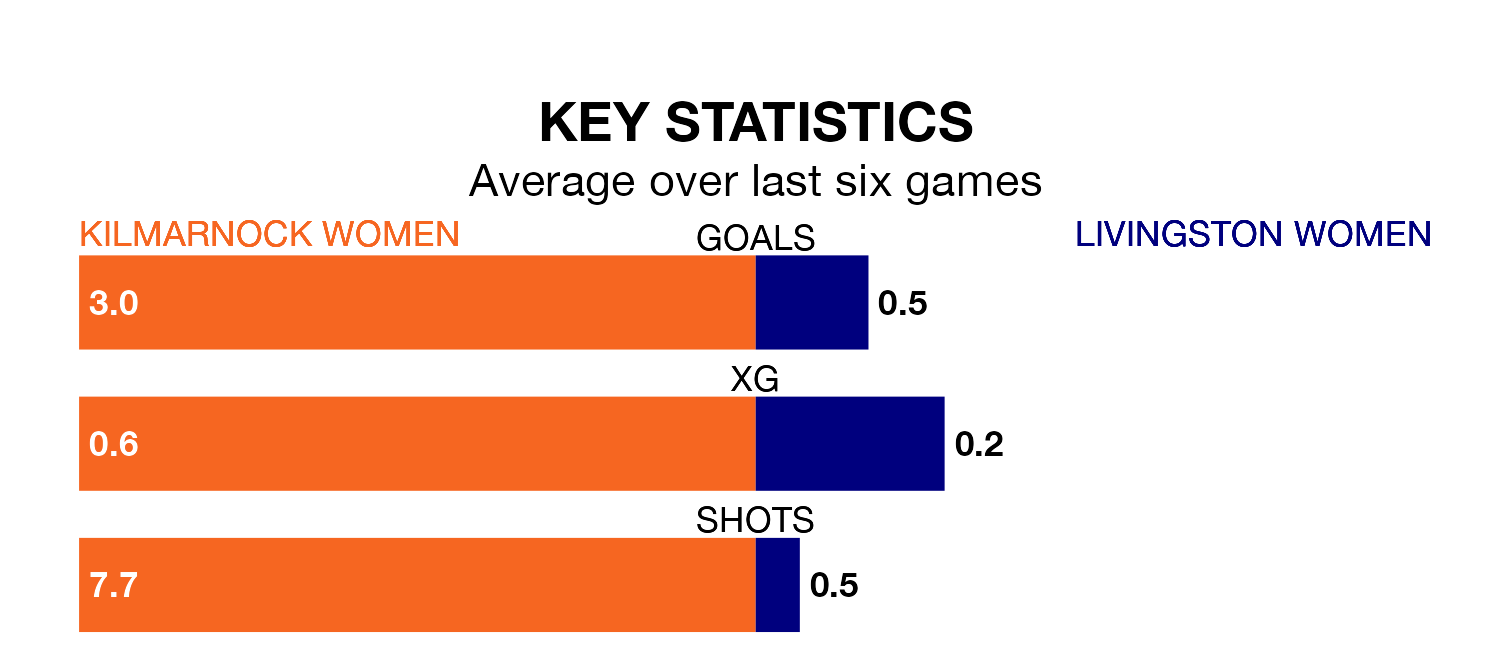 KEY STATISTICS
Average over last six games
KILMARNOCK WOMEN
GOALS
LIVINGSTON WOMEN
3.0
0.5
XG
0.6
0.2
SHOTS
7.7
0.5